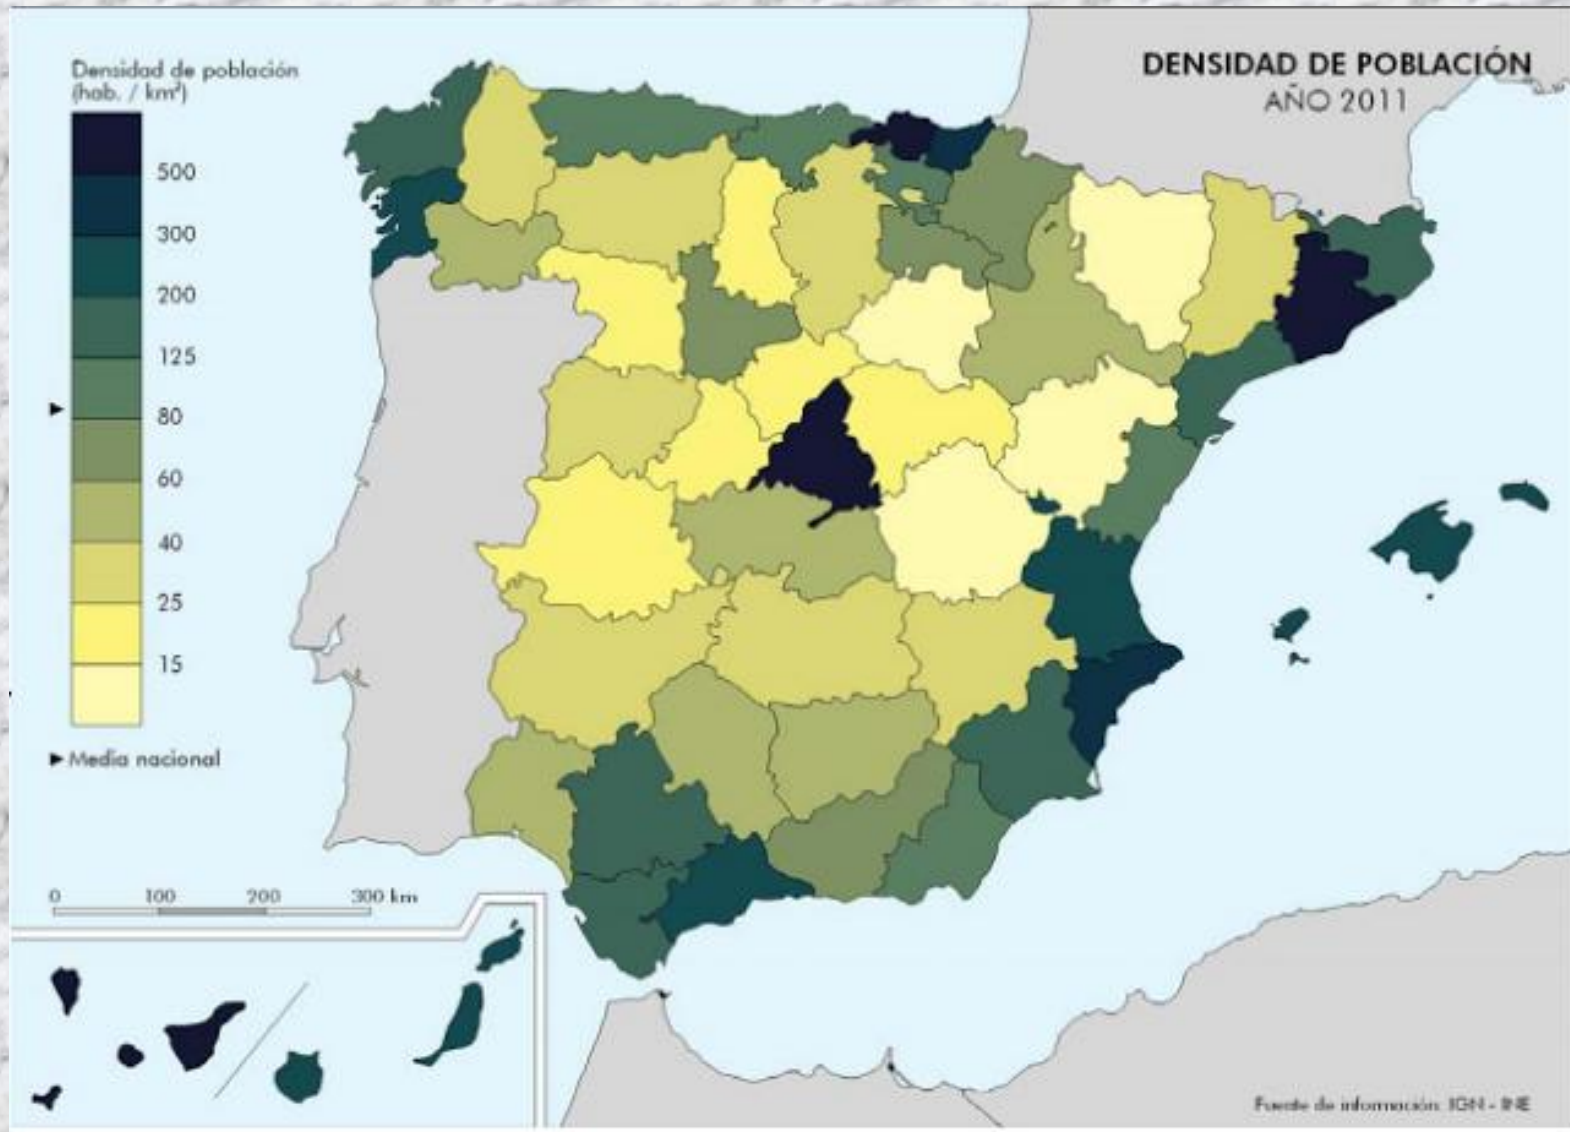 DENSIDAD DE POBLACIÓN
AÑO 2011
Densidad de población
(hab. / km²)
500
300
200
125
80
60
40
25
15
Media nacional
0 100 200 300 km
Fuente de información: IGN - INE